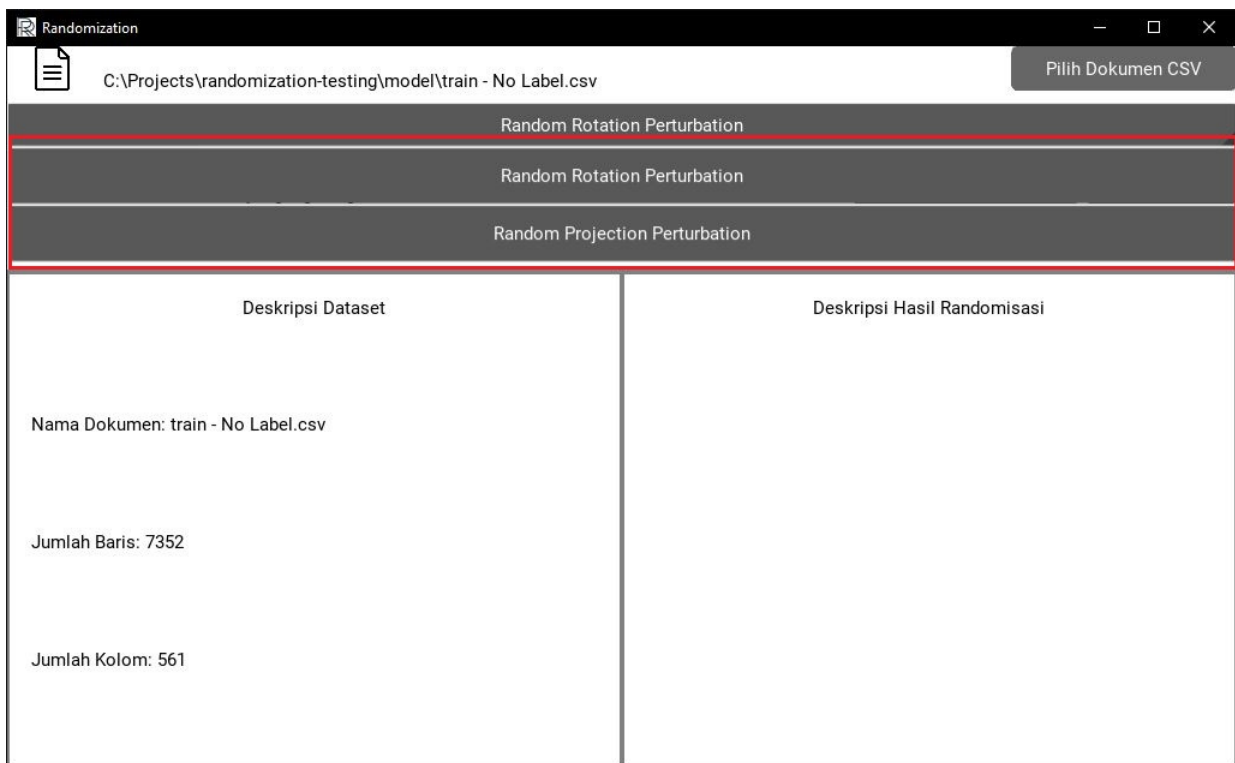 Randomization
C:\Projects\randomization-testing\model\train - No Label.csv
Pilih Dokumen CSV
Random Rotation Perturbation
Random Rotation Perturbation
Random Projection Perturbation
Deskripsi Dataset
Nama Dokumen: train - No Label.csv
Jumlah Baris: 7352
Jumlah Kolom: 561
Deskripsi Hasil Randomisasi